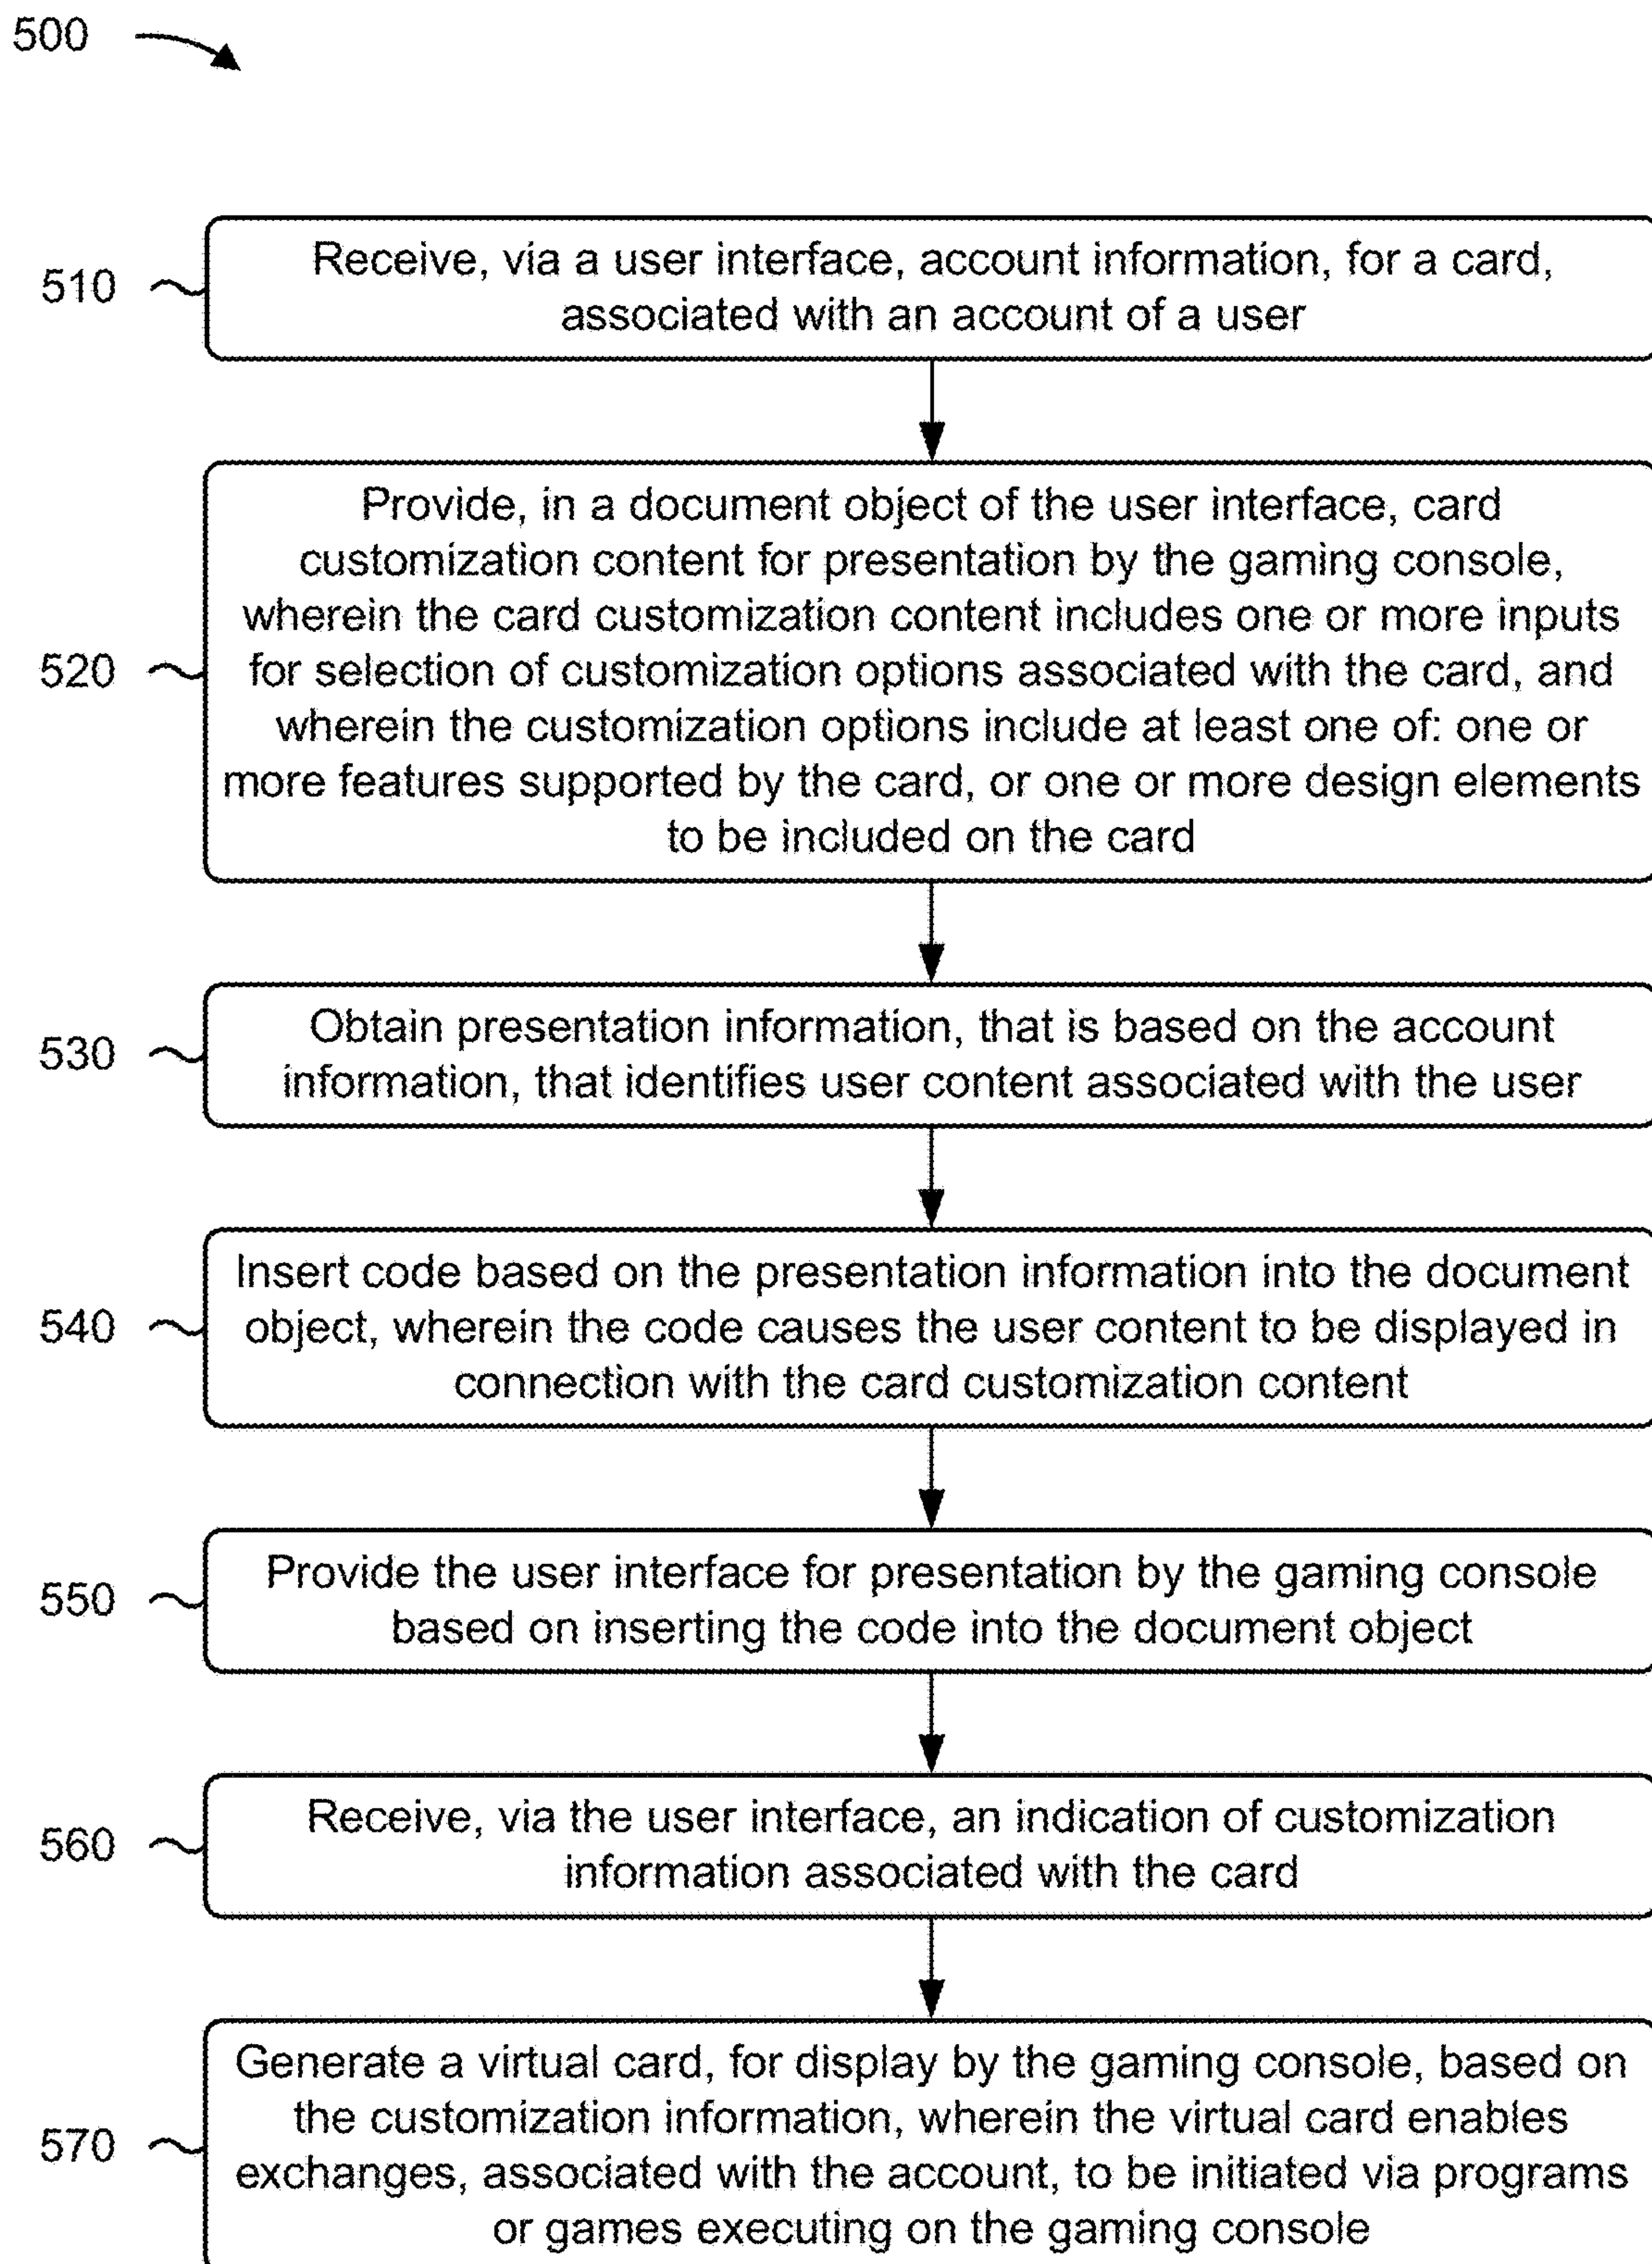 500
510
Receive, via a user interface, account information, for a card,
associated with an account of a user
520
Provide, in a document object of the user interface, card
customization content for presentation by the gaming console,
wherein the card customization content includes one or more inputs
for selection of customization options associated with the card, and
wherein the customization options include at least one of: one or
more features supported by the card, or one or more design elements
to be included on the card
530
Obtain presentation information, that is based on the account
information, that identifies user content associated with the user
540
Insert code based on the presentation information into the document
object, wherein the code causes the user content to be displayed in
connection with the card customization content
550
Provide the user interface for presentation by the gaming console
based on inserting the code into the document object
560
Receive, via the user interface, an indication of customization
information associated with the card
570
Generate a virtual card, for display by the gaming console, based on
the customization information, wherein the virtual card enables
exchanges, associated with the account, to be initiated via programs
or games executing on the gaming console